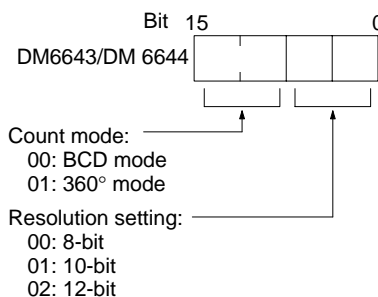 Bit 15 0
DM6643/DM 6644
Count mode:
00: BCD mode
01: 360° mode
Resolution setting:
00: 8-bit
01: 10-bit
02: 12-bit